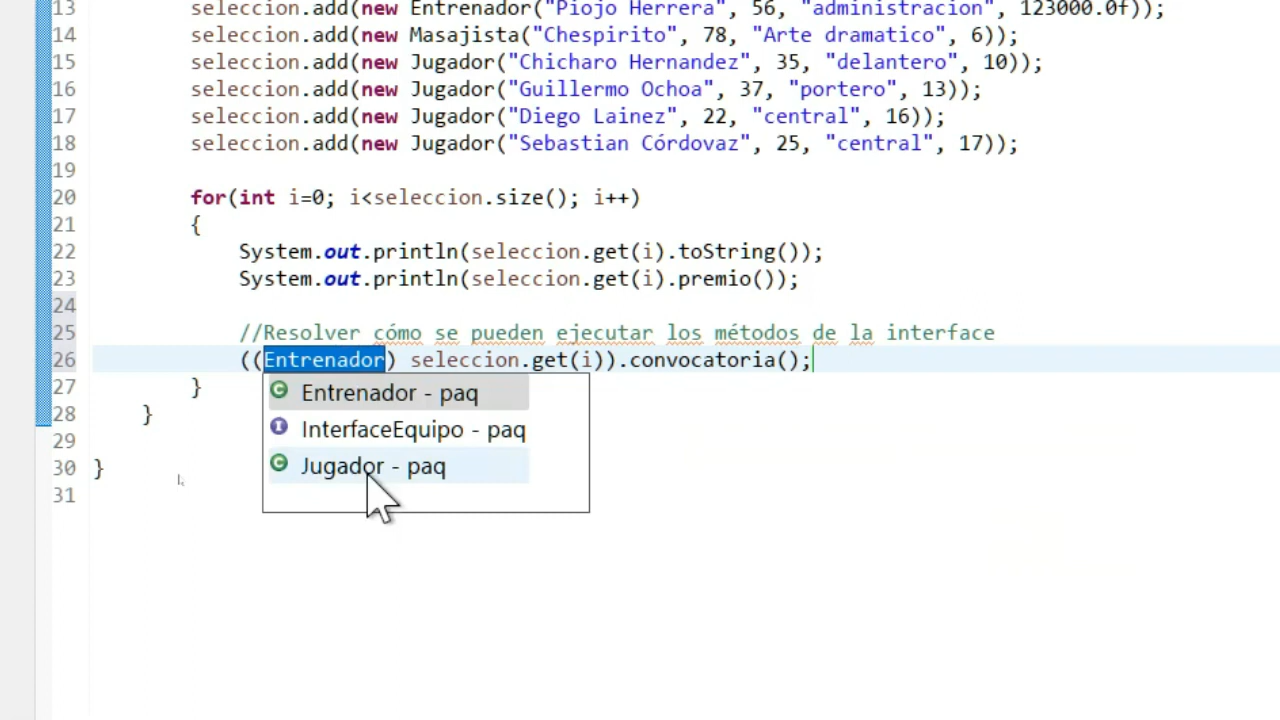 13 seleccion.add(new Entrenador("Piojo Herrera", 56, "administracion", 123000.0f));
14 seleccion.add(new Masajista("Chespirito", 78, "Arte dramatico", 6));
15 seleccion.add(new Jugador("Chicharo Hernandez", 35, "delantero", 10));
16 seleccion.add(new Jugador("Guillermo Ochoa", 37, "portero", 13));
17 seleccion.add(new Jugador("Diego Lainez", 22, "central", 16));
18 seleccion.add(new Jugador("Sebastian Córdovaz", 25, "central", 17));
19
20 for(int i=0; i<seleccion.size(); i++)
21 {
22 System.out.println(seleccion.get(i).toString());
23 System.out.println(seleccion.get(i).premio());
24
25 //Resolver cómo se pueden ejecutar los métodos de la interface
26 ((Entrenador) seleccion.get(i)).convocatoria();
27 }
Entrenador - paq
28 }
InterfaceEquipo - paq
29
30 }
Jugador - paq
31